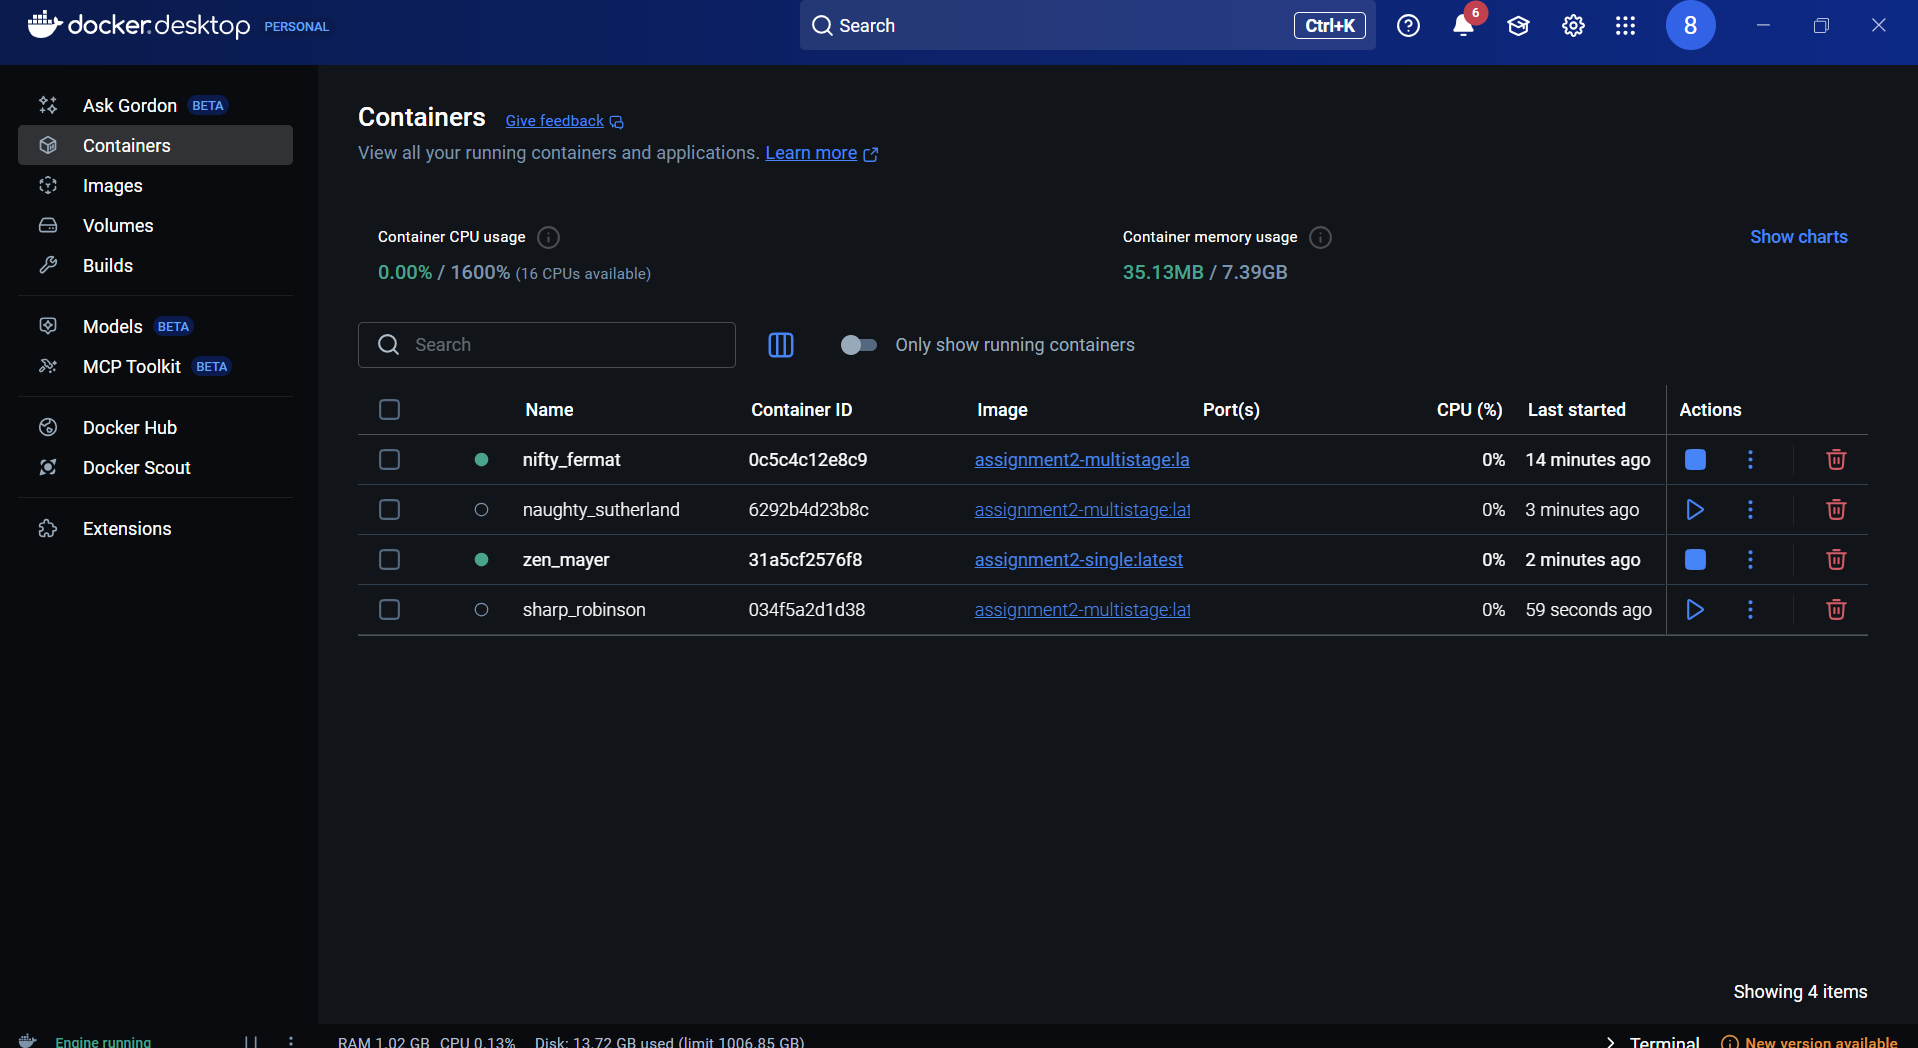 docker.desktop PERSONAL Search Ctrl+K 6 8
Ask Gordon BETA
Containers
Images
Volumes
Builds
Models BETA
MCP Toolkit BETA
Docker Hub
Docker Scout
Extensions
Containers Give feedback
View all your running containers and applications. Learn more
Container CPU usage
0.00% / 1600% (16 CPUs available)
Container memory usage
35.13MB / 7.39GB
Show charts
Search
Only show running containers
Name Container ID Image Port(s) CPU (%) Last started Actions
nifty_fermat 0c5c4c12e8c9 assignment2-multistage:la 0% 14 minutes ago
naughty_sutherland 6292b4d23b8c assignment2-multistage:lat 0% 3 minutes ago
zen_mayer 31a5cf2576f8 assignment2-single:latest 0% 2 minutes ago
sharp_robinson 034f5a2d1d38 assignment2-multistage:lat 0% 59 seconds ago
Showing 4 items
Engine running RAM 1.02 GB CPU 0.13% Disk: 13.72 GB used (limit 1006.85 GB) Terminal New version available